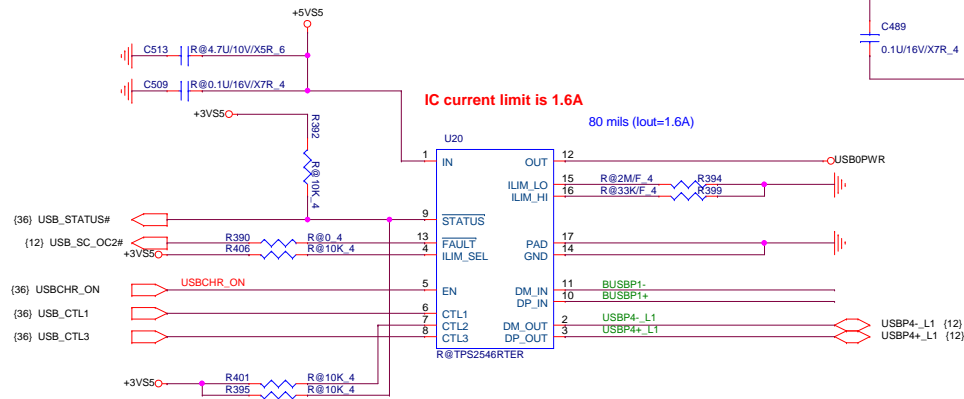 +5VS5
C513 R@4.7U/10V/X5R_6
C509 R@0.1U/16V/X7R_4
C489
0.1U/16V/X7R_4
IC current limit is 1.6A
80 mils (Iout=1.6A)
+3VS5
R392
R@10K_4
U20
1 IN OUT 12 USB0PWR
ILIM_LO 15 R@2M/F_4 R394
ILIM_HI 16 R@33K/F_4 R399
{36} USB_STATUS# 9 STATUS
{12} USB_SC_OC2# R390 R@0_4 13 FAULT PAD 17
+3VS5 R406 R@10K_4 4 ILIM_SEL GND 14
{36} USBCHR_ON USBCHR_ON 5 EN DM_IN 11 BUSBP1-
DP_IN 10 BUSBP1+
{36} USB_CTL1 6 CTL1
7 CTL2 DM_OUT 2 USBP4-_L1 USBP4-_L1 {12}
{36} USB_CTL3 8 CTL3 DP_OUT 3 USBP4+_L1 USBP4+_L1 {12}
R@TPS2546RTER
+3VS5 R401 R@10K_4
R395 R@10K_4